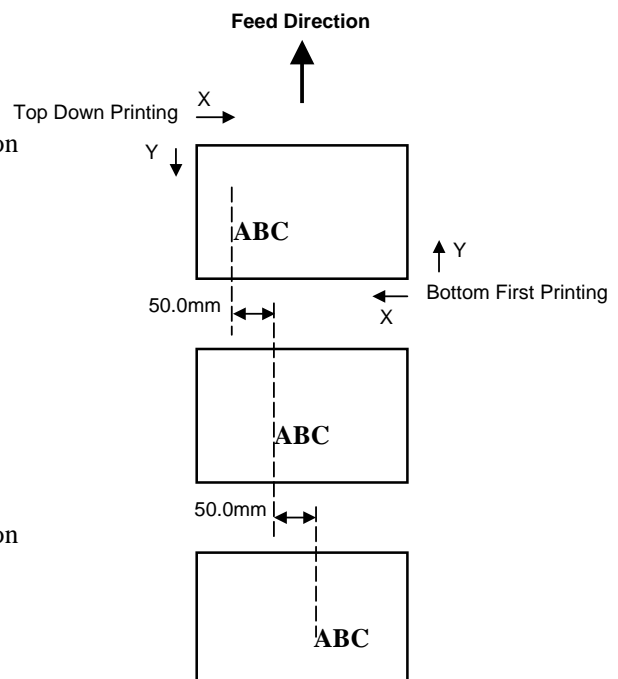 Feed Direction
X
Top Down Printing
on
Y
ABC
Y
Bottom First Printing
50.0mm
X
ABC
50.0mm
on
ABC